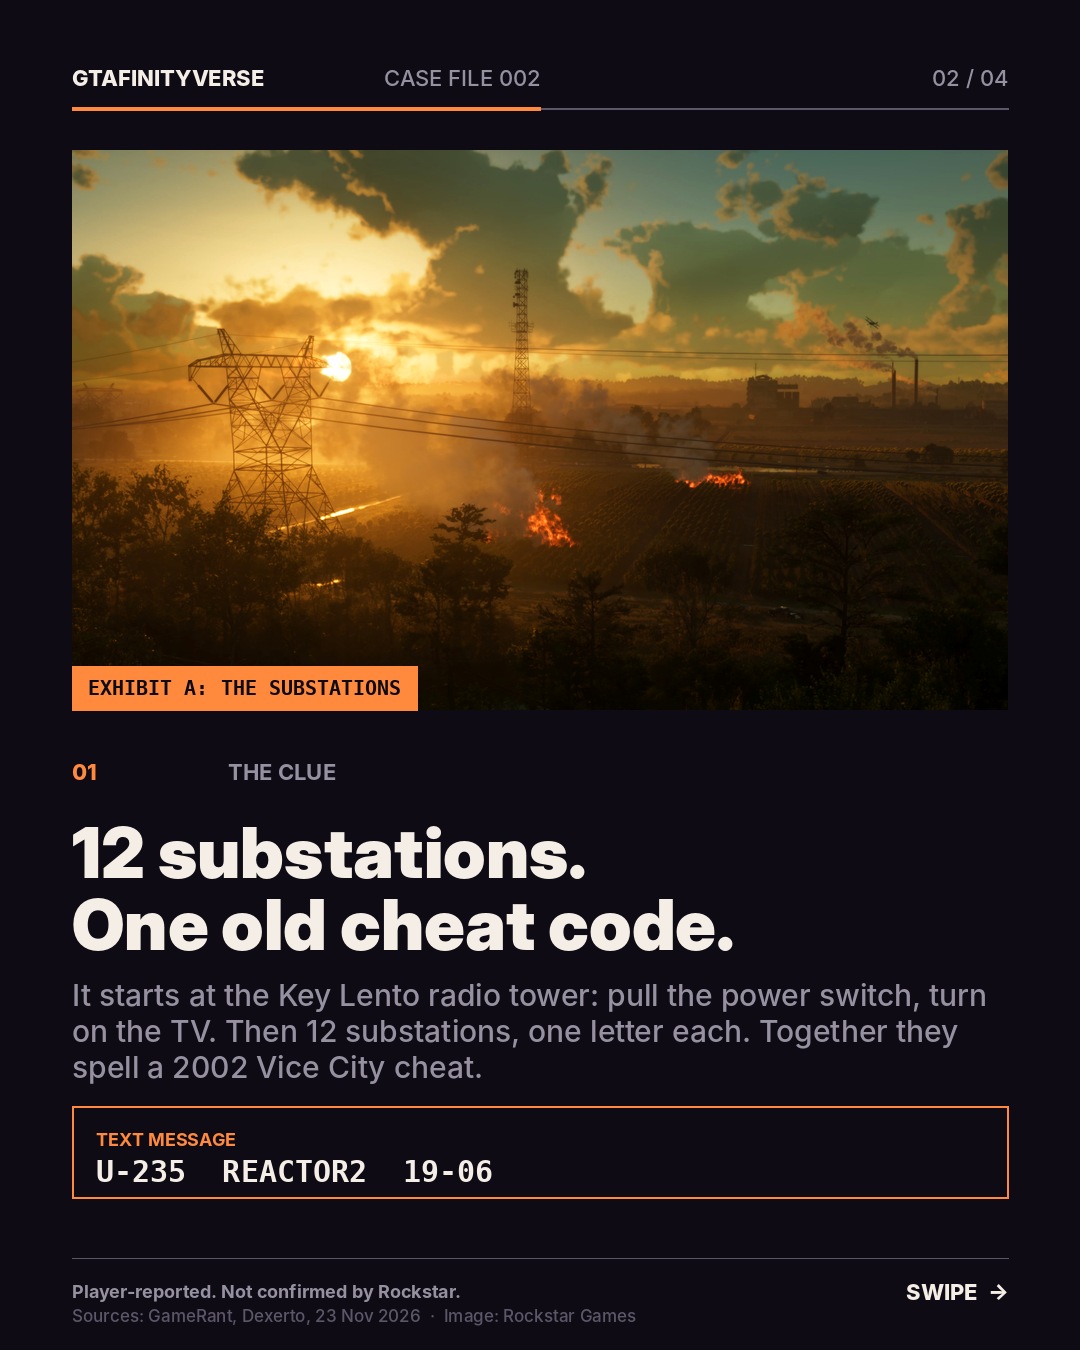 GTAFINITYVERSE CASE FILE 002 02 / 04
EXHIBIT A: THE SUBSTATIONS
01 THE CLUE
12 substations.
One old cheat code.
It starts at the Key Lento radio tower: pull the power switch, turn
on the TV. Then 12 substations, one letter each. Together they
spell a 2002 Vice City cheat.
TEXT MESSAGE
U-235 REACTOR2 19-06
Player-reported. Not confirmed by Rockstar.
SWIPE →
Sources: GameRant, Dexerto, 23 Nov 2026 · Image: Rockstar Games